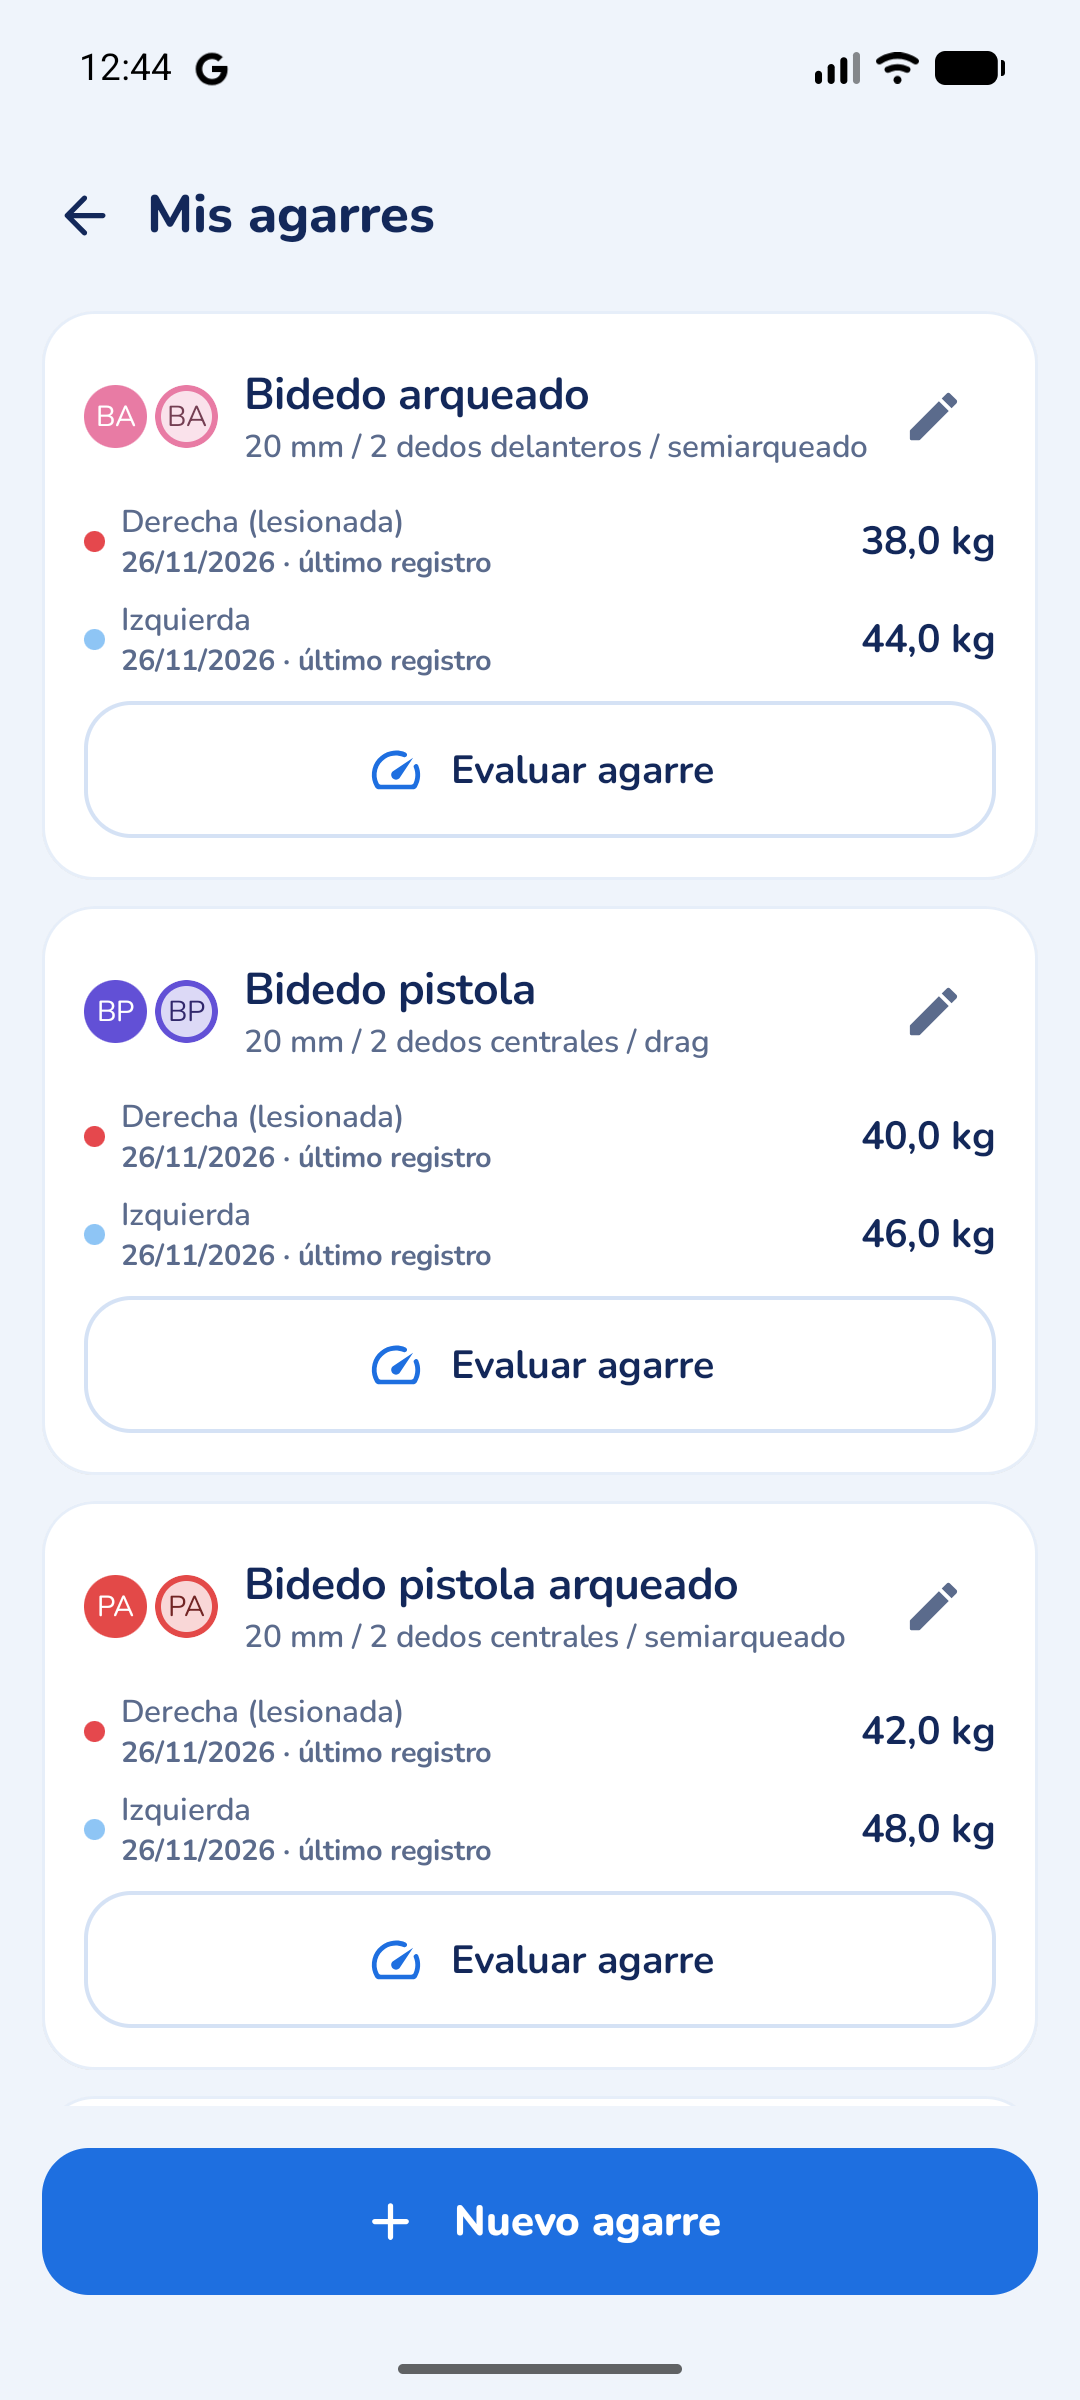 12:44
Mis agarres
BA BA Bidedo arqueado
20 mm / 2 dedos delanteros / semiarqueado
Derecha (lesionada)
26/11/2026 · último registro
38,0 kg
Izquierda
26/11/2026 · último registro
44,0 kg
Evaluar agarre
BP BP Bidedo pistola
20 mm / 2 dedos centrales / drag
Derecha (lesionada)
26/11/2026 · último registro
40,0 kg
Izquierda
26/11/2026 · último registro
46,0 kg
Evaluar agarre
PA PA Bidedo pistola arqueado
20 mm / 2 dedos centrales / semiarqueado
Derecha (lesionada)
26/11/2026 · último registro
42,0 kg
Izquierda
26/11/2026 · último registro
48,0 kg
Evaluar agarre
+ Nuevo agarre